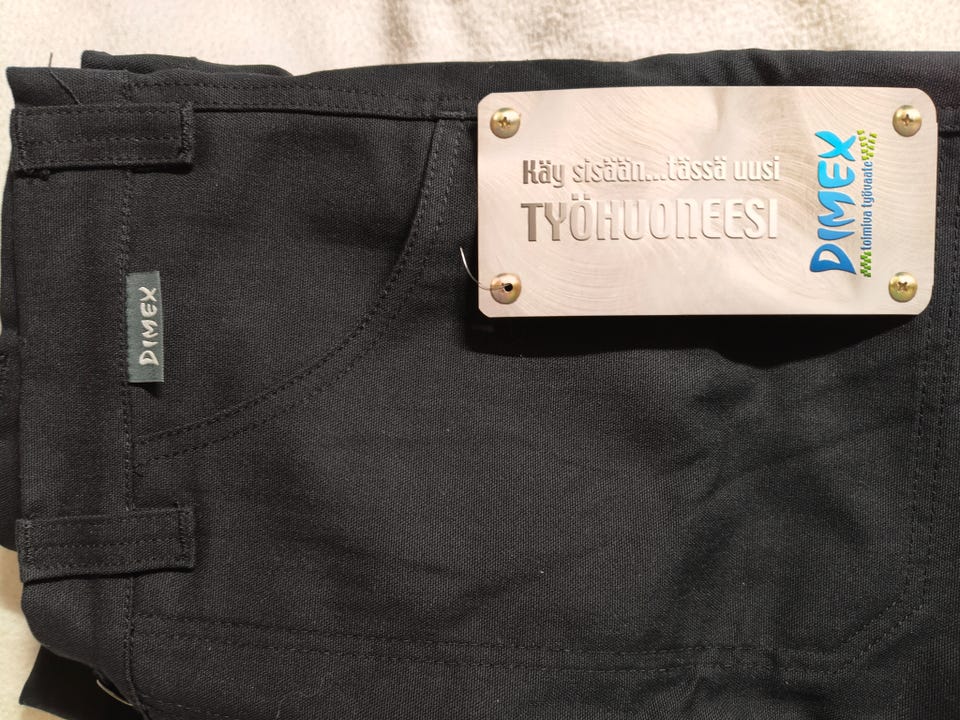 Käy sisään...tässä uusi
TYÖHUONEESI
DIMEX
toimiva työvaate
DIMEX